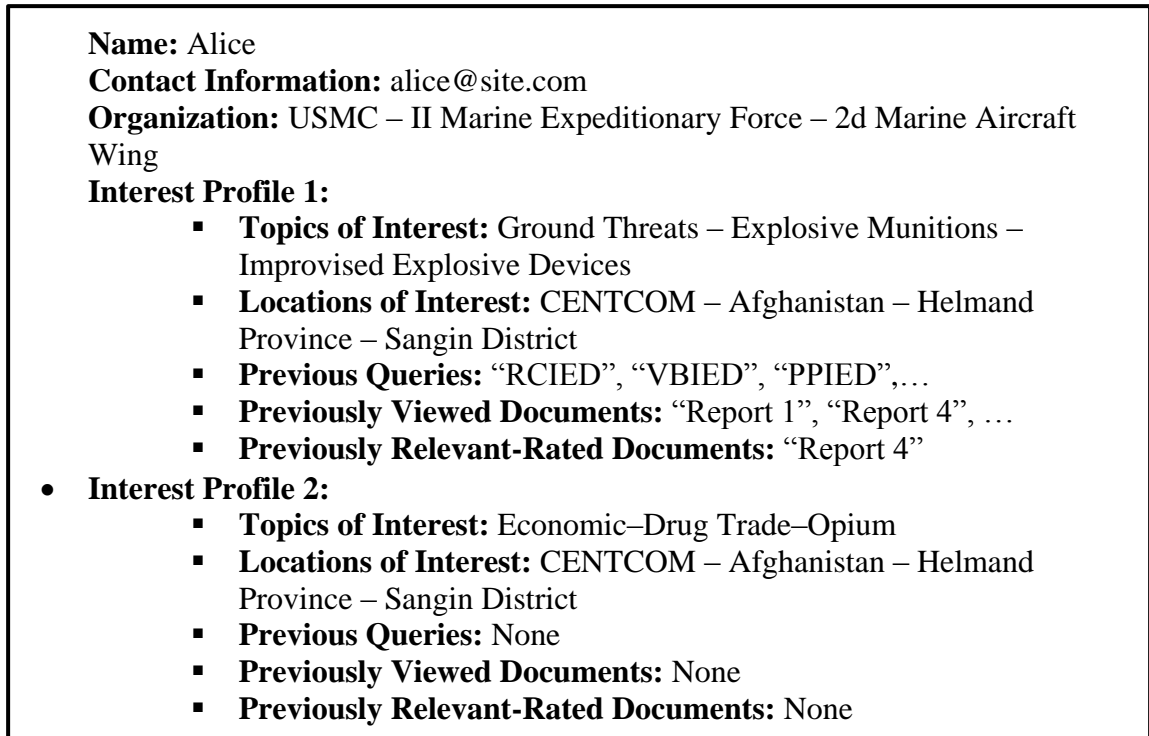 Name: Alice
Contact Information: alice@site.com
Organization: USMC – II Marine Expeditionary Force – 2d Marine Aircraft
Wing
Interest Profile 1:
▪ Topics of Interest: Ground Threats – Explosive Munitions –
Improvised Explosive Devices
▪ Locations of Interest: CENTCOM – Afghanistan – Helmand
Province – Sangin District
▪ Previous Queries: “RCIED”, “VBIED”, “PPIED”,…
▪ Previously Viewed Documents: “Report 1”, “Report 4”, …
▪ Previously Relevant-Rated Documents: “Report 4”
• Interest Profile 2:
▪ Topics of Interest: Economic–Drug Trade–Opium
▪ Locations of Interest: CENTCOM – Afghanistan – Helmand
Province – Sangin District
▪ Previous Queries: None
▪ Previously Viewed Documents: None
▪ Previously Relevant-Rated Documents: None